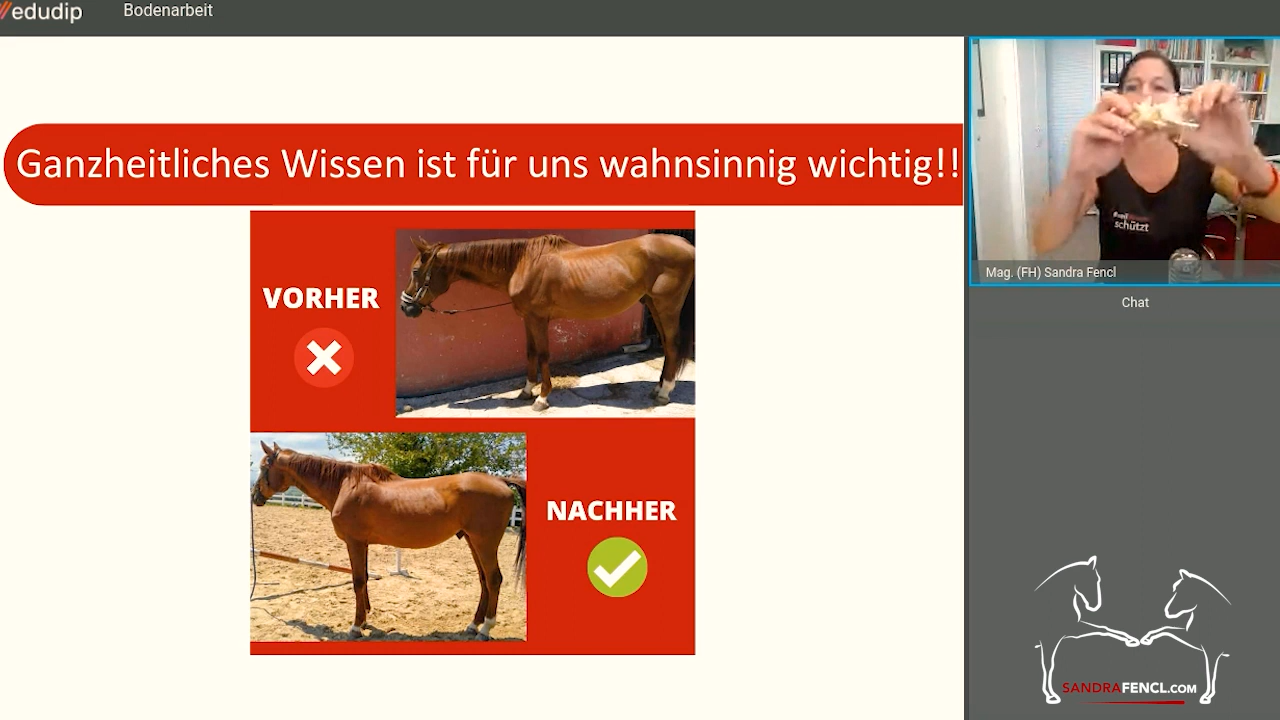 edudip
Bodenarbeit
Ganzheitliches Wissen ist für uns wahnsinnig wichtig!!
VORHER
NACHHER
schützt
Mag. (FH) Sandra Fencl
Chat
SANDRAFENCL.COM